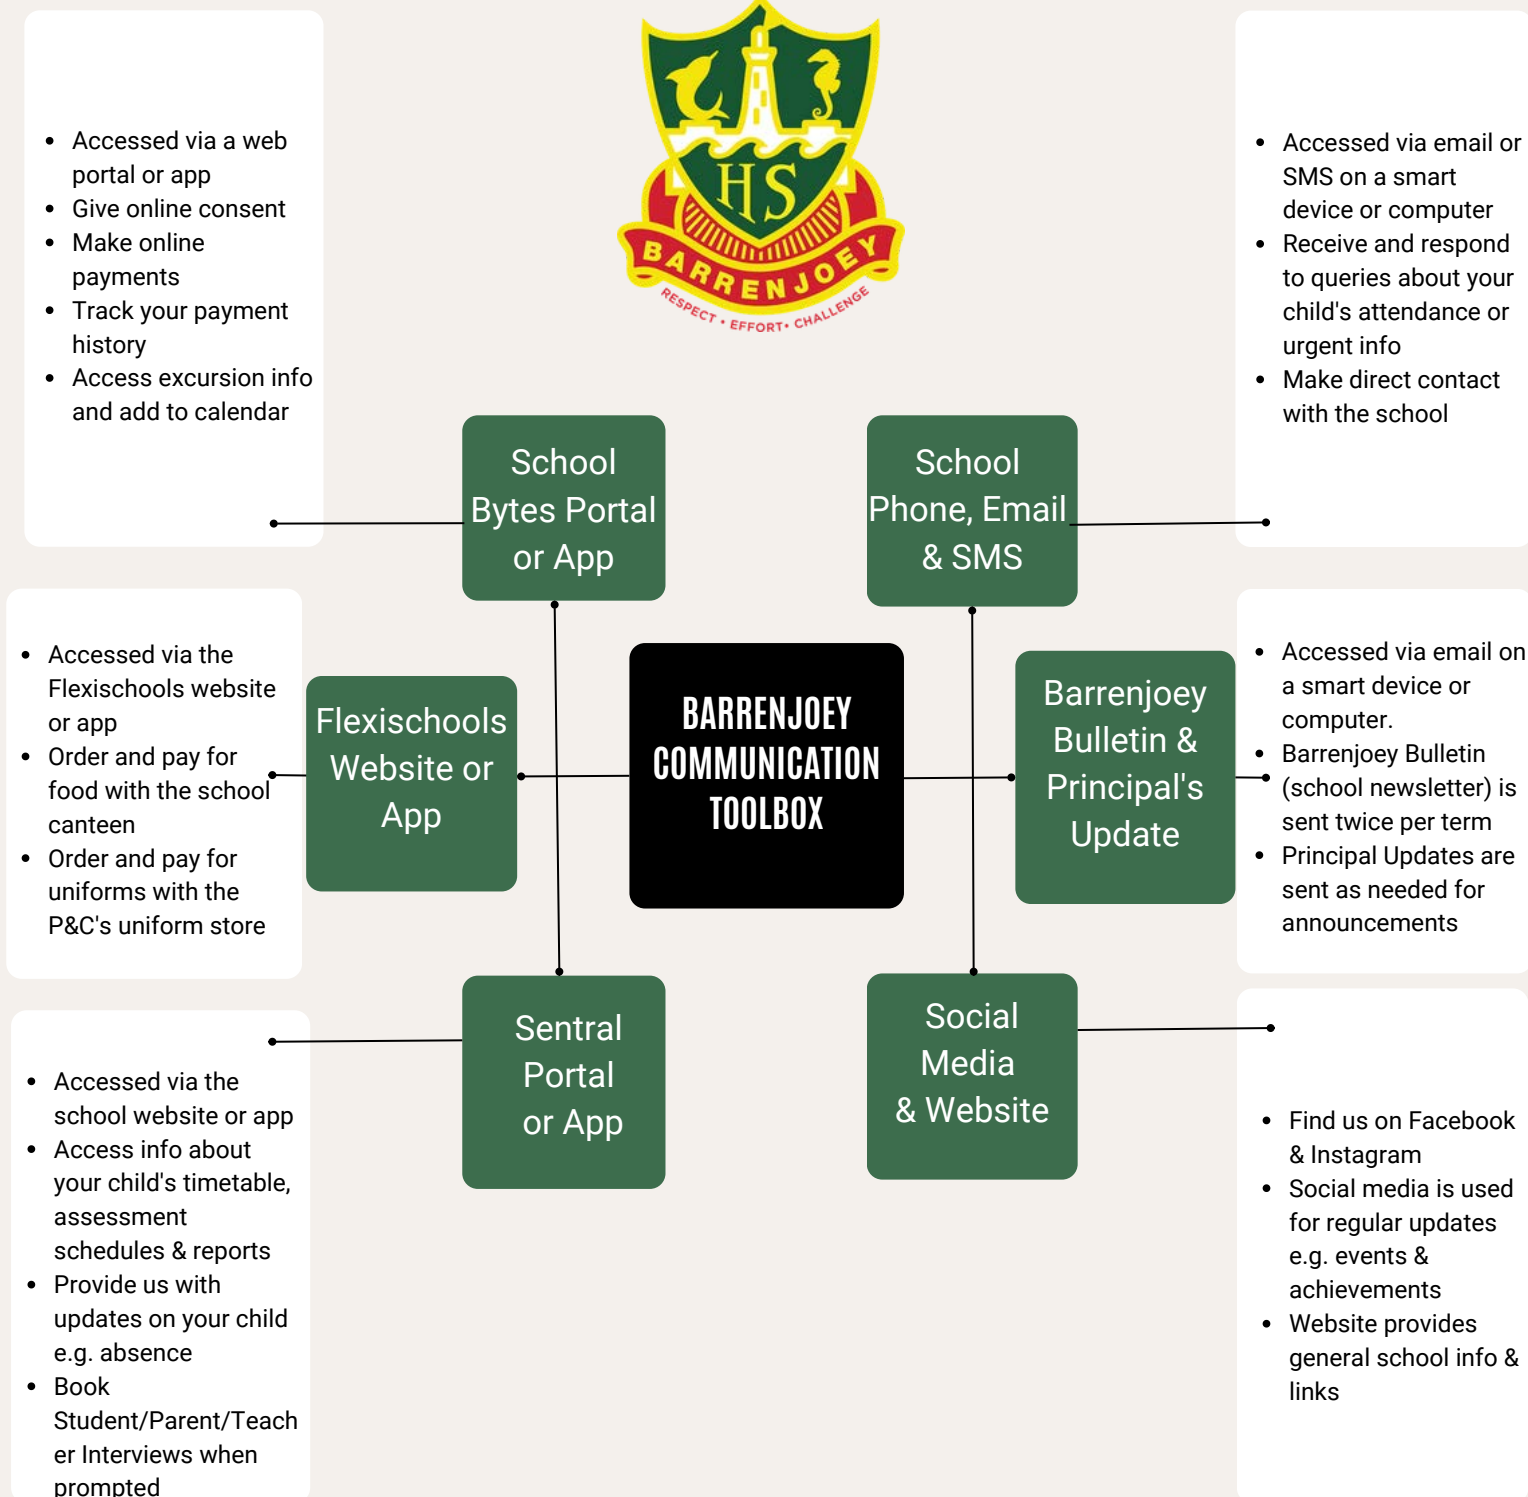 HS
BARRENJOEY
RESPECT • EFFORT • CHALLENGE
• Accessed via a web
portal or app
• Give online consent
• Make online
payments
• Track your payment
history
• Access excursion info
and add to calendar
School
Bytes Portal
or App
School
Phone, Email
& SMS
• Accessed via email or
SMS on a smart
device or computer
• Receive and respond
to queries about your
child's attendance or
urgent info
• Make direct contact
with the school
• Accessed via the
Flexischools website
or app
• Order and pay for
food with the school
canteen
• Order and pay for
uniforms with the
P&C's uniform store
Flexischools
Website or
App
BARRENJOEY
COMMUNICATION
TOOLBOX
Barrenjoey
Bulletin &
Principal's
Update
• Accessed via email on
a smart device or
computer.
• Barrenjoey Bulletin
(school newsletter) is
sent twice per term
• Principal Updates are
sent as needed for
announcements
• Accessed via the
school website or app
• Access info about
your child's timetable,
assessment
schedules & reports
• Provide us with
updates on your child
e.g. absence
• Book
Student/Parent/Teach
er Interviews when
prompted
Sentral
Portal
or App
Social
Media
& Website
• Find us on Facebook
& Instagram
• Social media is used
for regular updates
e.g. events &
achievements
• Website provides
general school info &
links